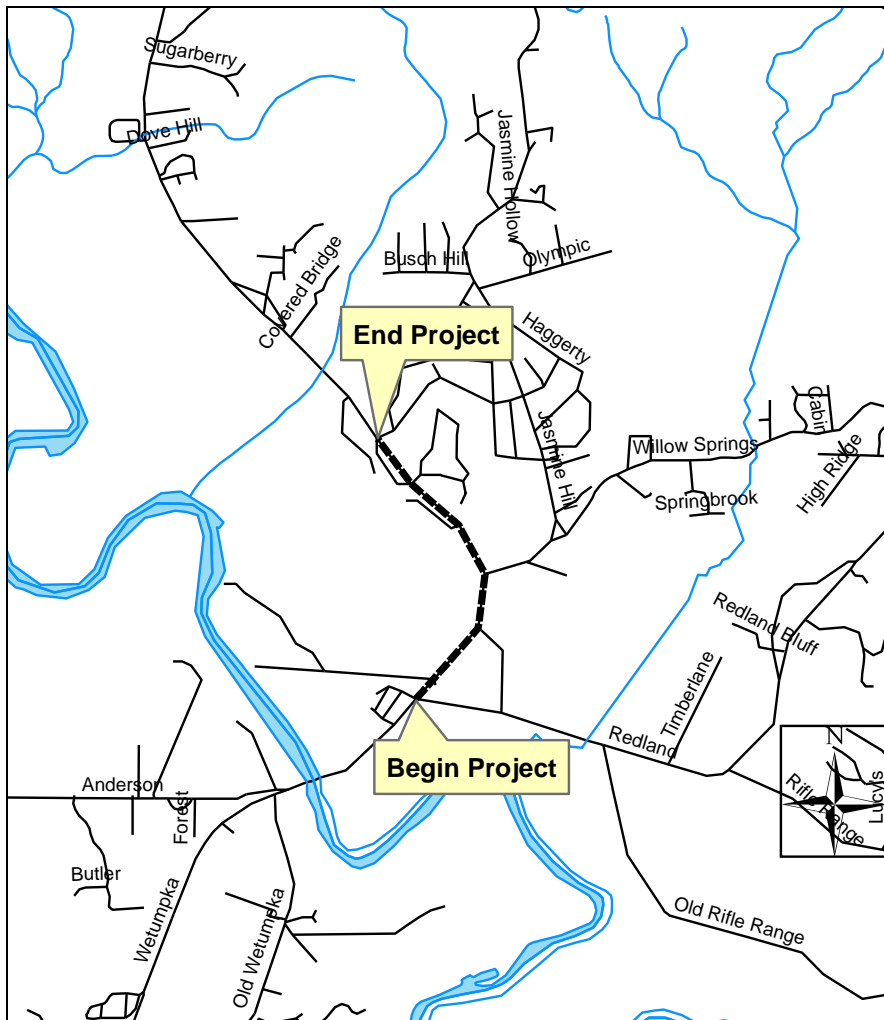 Sugarberry
Dove Hill
Jasmine Hollow
Covered Bridge
Busch Hill
Olympic
End Project
Haggerty
Cabin
Jasmine Hill
Willow Springs
High Ridge
Springbrook
Redland Bluff
Timberlane
Redland
N
Begin Project
Anderson
Forest
Rifle Range
Lucyls
Butler
Wetumpka
Old Wetumpka
Old Rifle Range